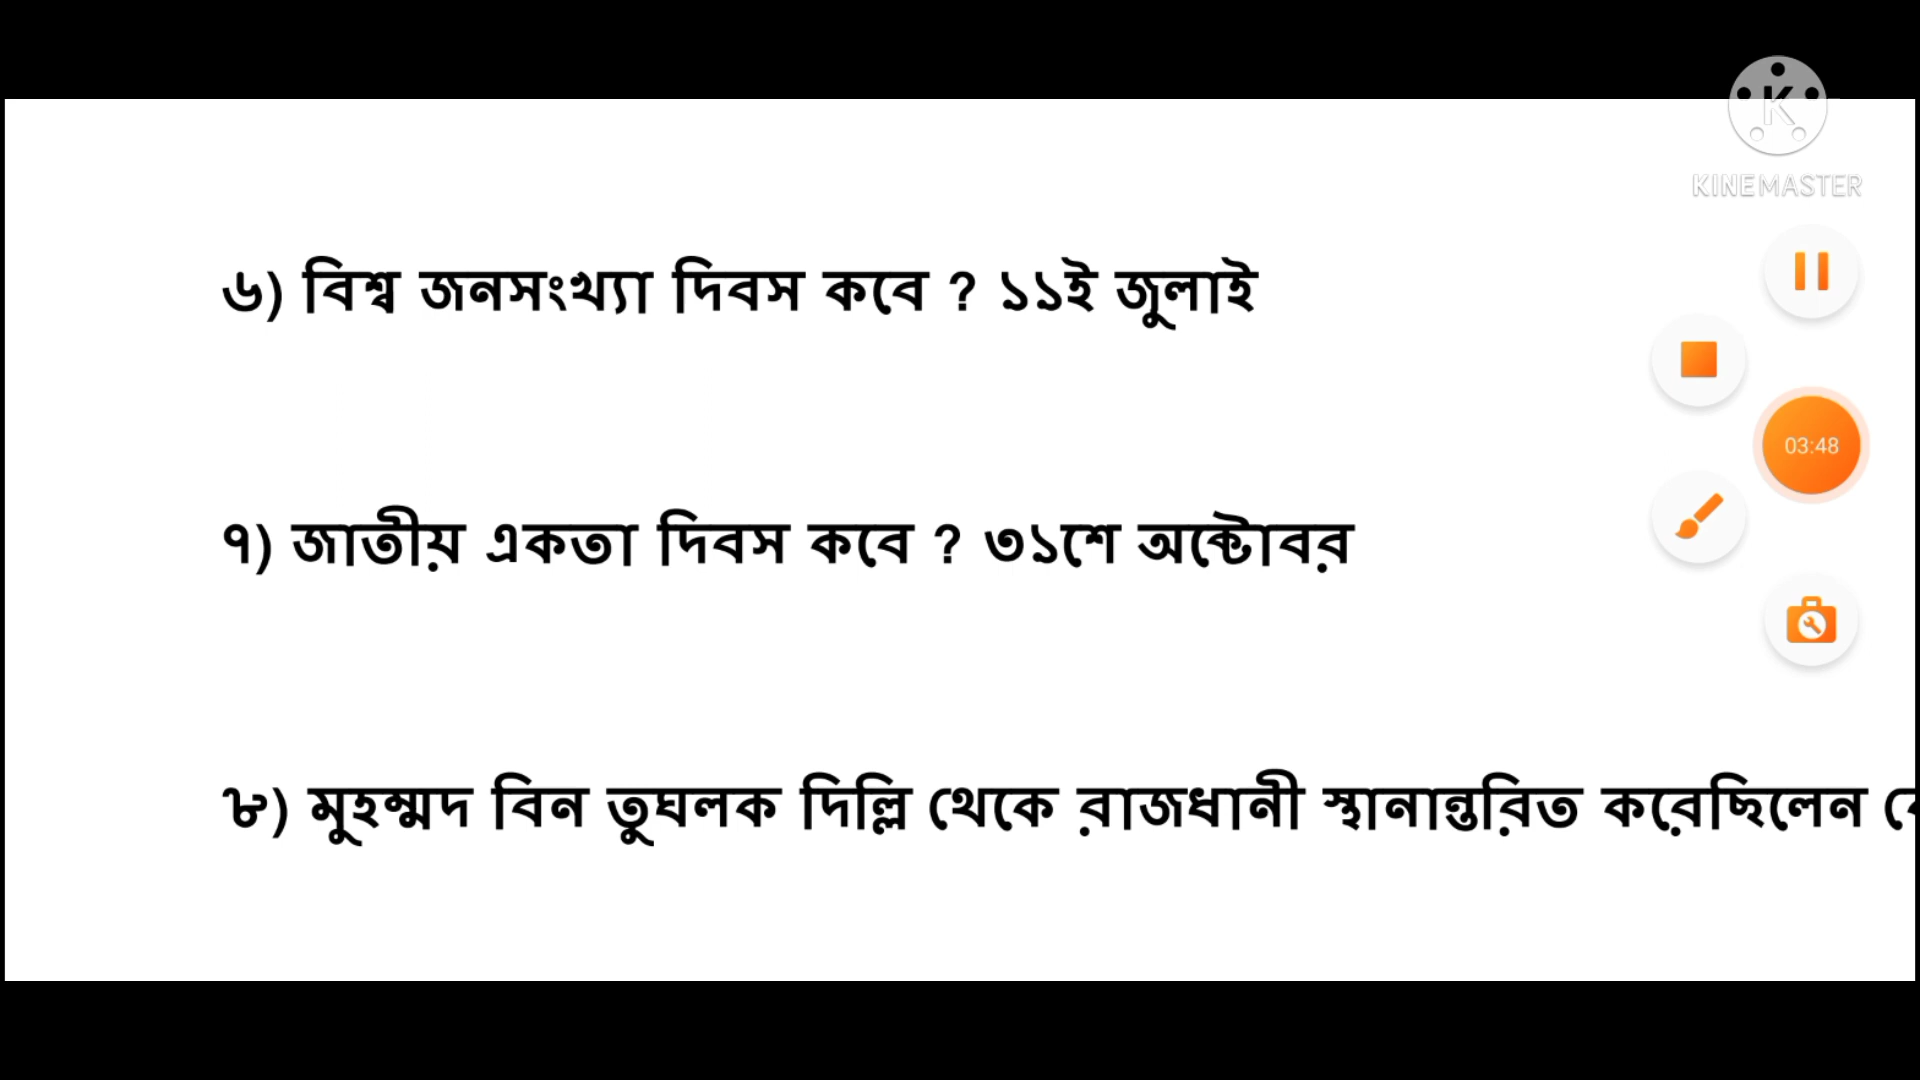 KINEMASTER
৬) বিশ্ব জনসংখ্যা দিবস কবে ? ১১ই জুলাই
03:48
৭) জাতীয় একতা দিবস কবে ? ৩১শে অক্টোবর
৮) মুহম্মদ বিন তুঘলক দিল্লি থেকে রাজধানী স্থানান্তরিত করেছিলেন